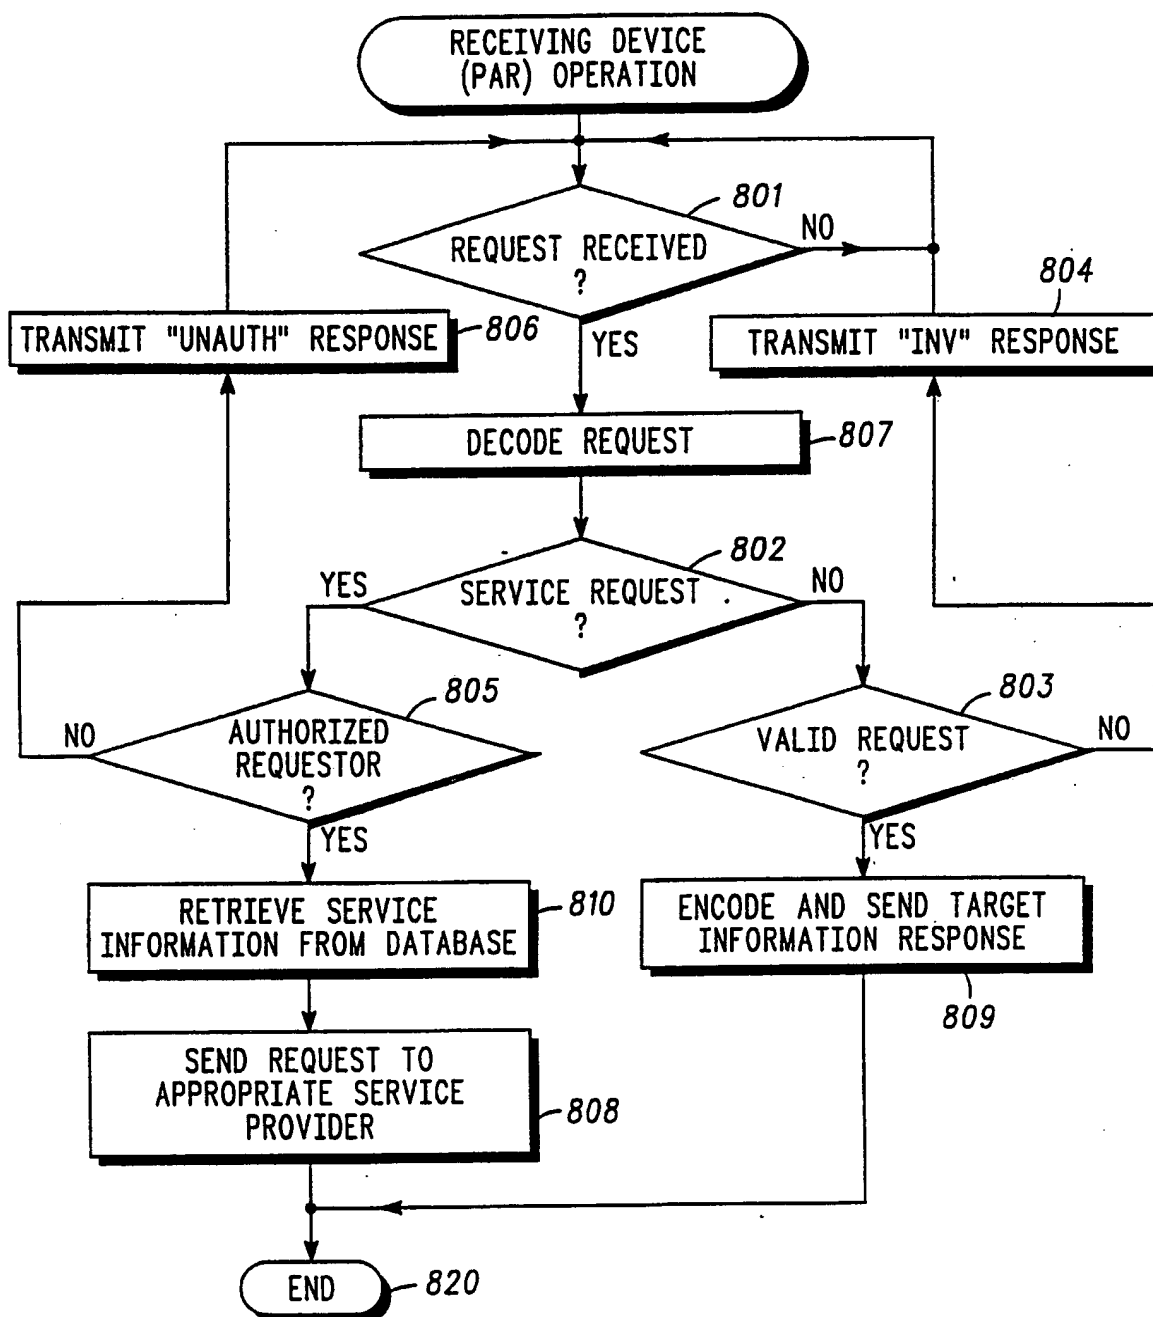 RECEIVING DEVICE
(PAR) OPERATION
801
REQUEST RECEIVED
?
NO
YES
804
TRANSMIT "UNAUTH" RESPONSE
806
TRANSMIT "INV" RESPONSE
DECODE REQUEST
807
802
YES
SERVICE REQUEST
?
NO
805
NO
AUTHORIZED
REQUESTOR
?
YES
803
VALID REQUEST
?
NO
YES
RETRIEVE SERVICE
INFORMATION FROM DATABASE
810
ENCODE AND SEND TARGET
INFORMATION RESPONSE
809
SEND REQUEST TO
APPROPRIATE SERVICE
PROVIDER
808
END
820